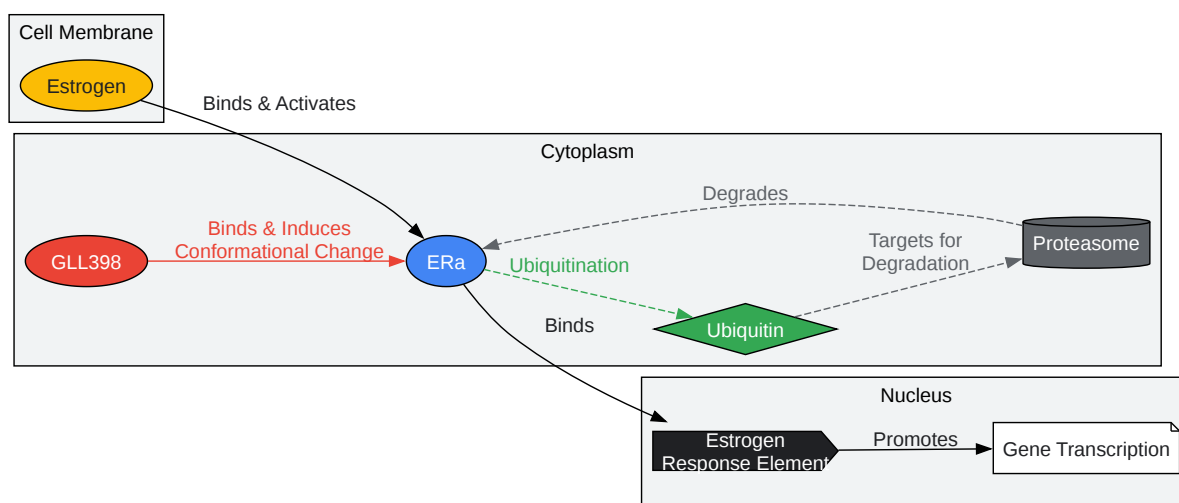 Cell Membrane
Estrogen
Binds & Activates
Cytoplasm
Degrades
Binds & Induces
Conformational Change
GLL398
ERa
Ubiquitination
Targets for
Degradation
Proteasome
Binds
Ubiquitin
Nucleus
Estrogen
Response Element
Promotes
Gene Transcription